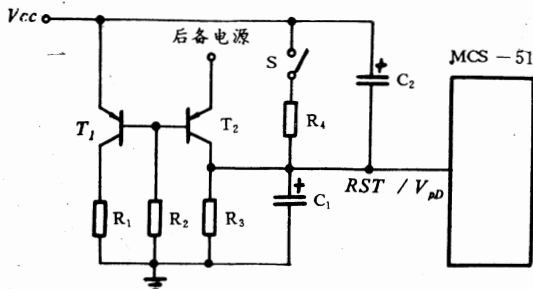 Vcc
后备电源
MCS-51
S
C₂
T₁
T₂
R₄
RST / VpD
R₁
R₂
R₃
C₁